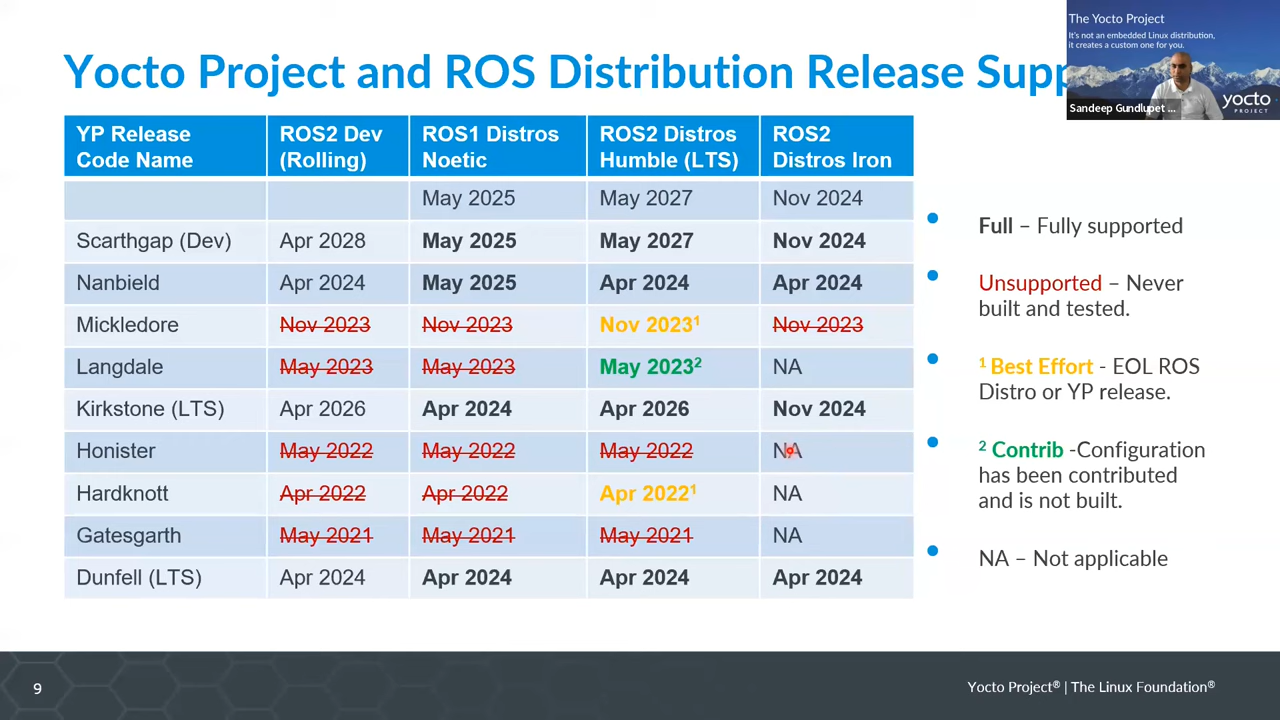 The Yocto Project
It's not an embedded Linux distribution,
it creates a custom one for you.
yocto
PROJECT
Sandeep Gundlupet ...
Yocto Project and ROS Distribution Release Supp
YP Release Code Name | ROS2 Dev (Rolling) | ROS1 Distros Noetic | ROS2 Distros Humble (LTS) | ROS2 Distros Iron
May 2025 | May 2027 | Nov 2024
Scarthgap (Dev) | Apr 2028 | May 2025 | May 2027 | Nov 2024
Nanbield | Apr 2024 | May 2025 | Apr 2024 | Apr 2024
Mickledore | Nov 2023 | Nov 2023 | Nov 2023¹ | Nov 2023
Langdale | May 2023 | May 2023 | May 2023² | NA
Kirkstone (LTS) | Apr 2026 | Apr 2024 | Apr 2026 | Nov 2024
Honister | May 2022 | May 2022 | May 2022 | NA
Hardknott | Apr 2022 | Apr 2022 | Apr 2022¹ | NA
Gatesgarth | May 2021 | May 2021 | May 2021 | NA
Dunfell (LTS) | Apr 2024 | Apr 2024 | Apr 2024 | Apr 2024
Full – Fully supported
Unsupported – Never
built and tested.
¹ Best Effort - EOL ROS
Distro or YP release.
² Contrib -Configuration
has been contributed
and is not built.
NA – Not applicable
9
Yocto Project® | The Linux Foundation®